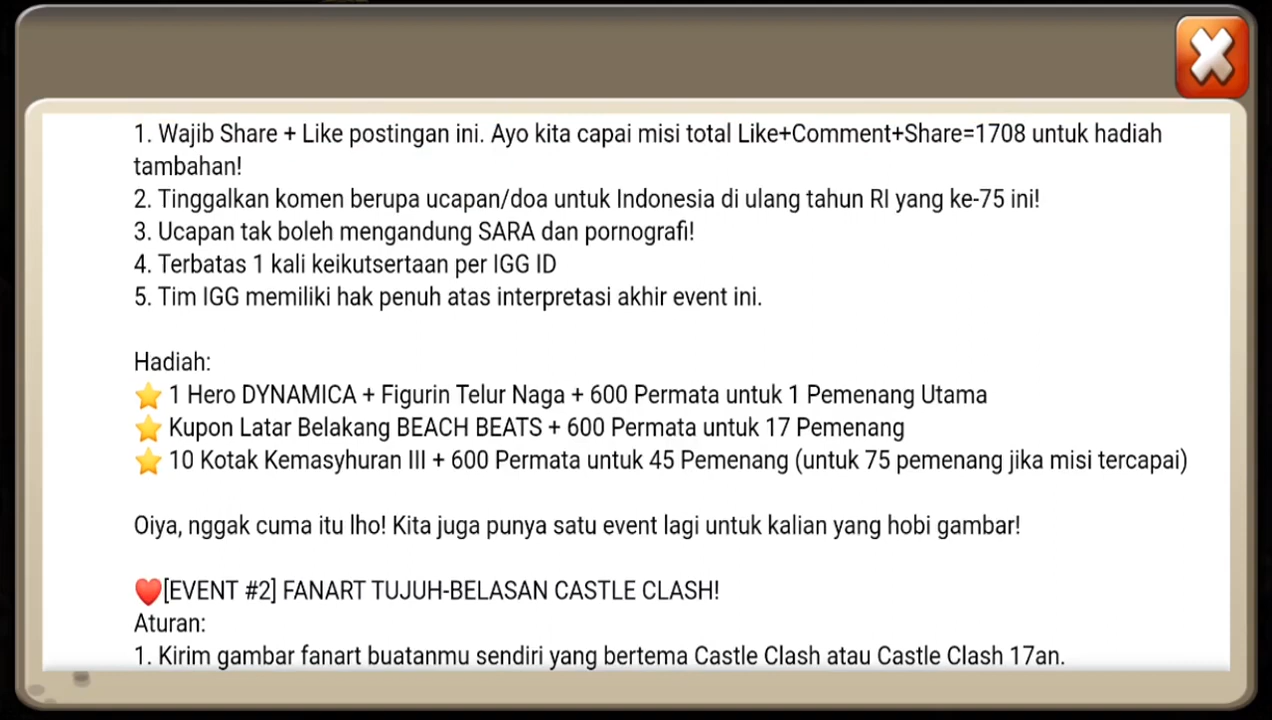 1. Wajib Share + Like postingan ini. Ayo kita capai misi total Like+Comment+Share=1708 untuk hadiah
tambahan!
2. Tinggalkan komen berupa ucapan/doa untuk Indonesia di ulang tahun RI yang ke-75 ini!
3. Ucapan tak boleh mengandung SARA dan pornografi!
4. Terbatas 1 kali keikutsertaan per IGG ID
5. Tim IGG memiliki hak penuh atas interpretasi akhir event ini.
Hadiah:
⭐ 1 Hero DYNAMICA + Figurin Telur Naga + 600 Permata untuk 1 Pemenang Utama
⭐ Kupon Latar Belakang BEACH BEATS + 600 Permata untuk 17 Pemenang
⭐ 10 Kotak Kemasyhuran III + 600 Permata untuk 45 Pemenang (untuk 75 pemenang jika misi tercapai)
Oiya, nggak cuma itu lho! Kita juga punya satu event lagi untuk kalian yang hobi gambar!
❤️[EVENT #2] FANART TUJUH-BELASAN CASTLE CLASH!
Aturan:
1. Kirim gambar fanart buatanmu sendiri yang bertema Castle Clash atau Castle Clash 17an.